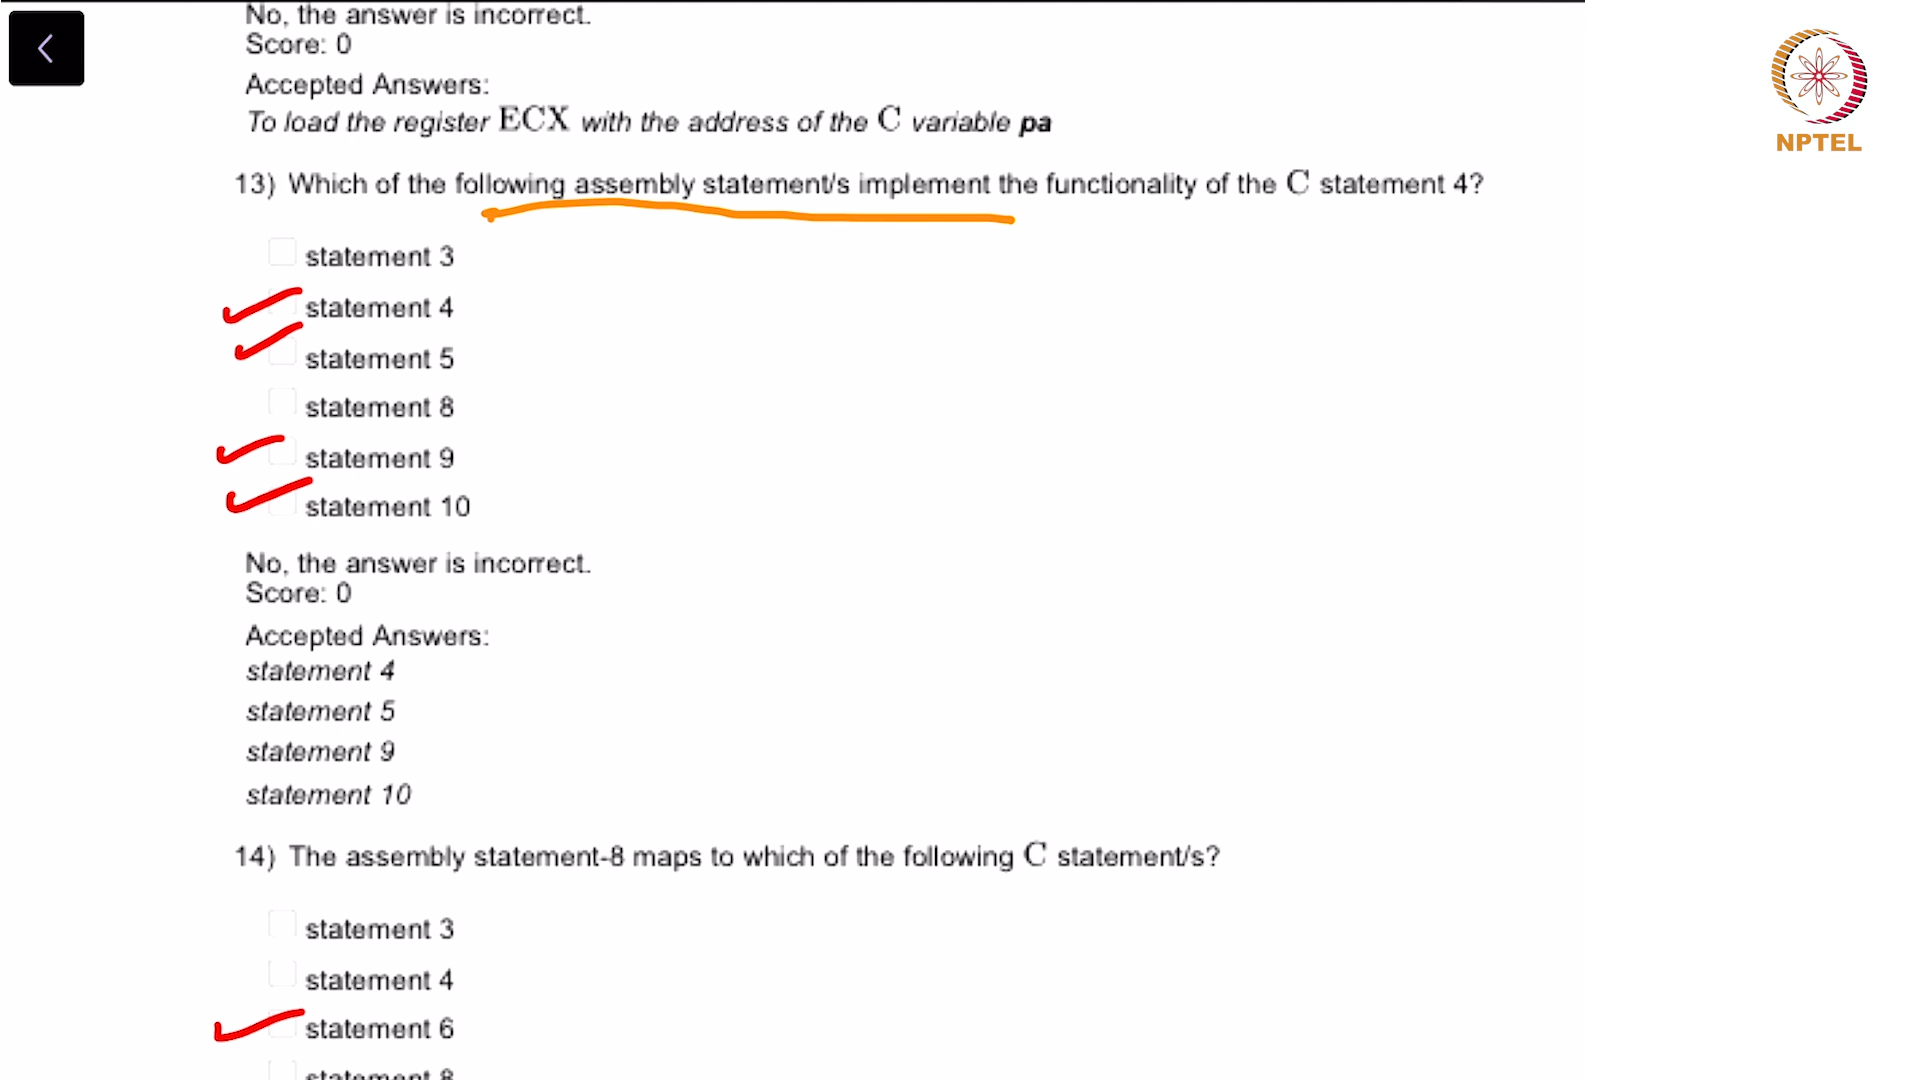 No, the answer is incorrect.
Score: 0
Accepted Answers:
To load the register ECX with the address of the C variable pa
13) Which of the following assembly statement/s implement the functionality of the C statement 4?
statement 3
statement 4
statement 5
statement 8
statement 9
statement 10
No, the answer is incorrect.
Score: 0
Accepted Answers:
statement 4
statement 5
statement 9
statement 10
14) The assembly statement-8 maps to which of the following C statement/s?
statement 3
statement 4
statement 6
statement 8
NPTEL